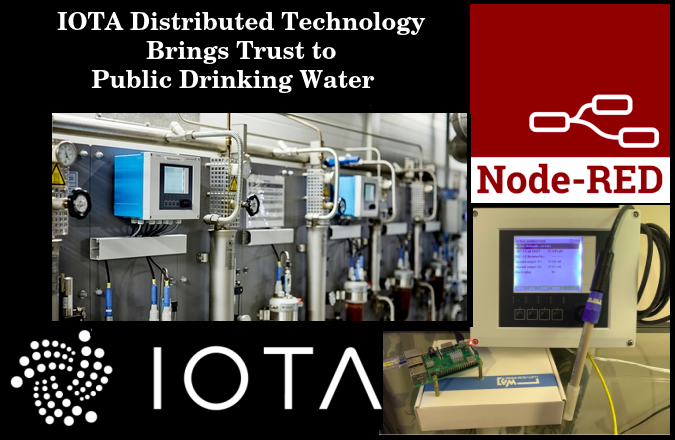 IOTA Distributed Technology
Brings Trust to
Public Drinking Water
Node-RED
IOTA